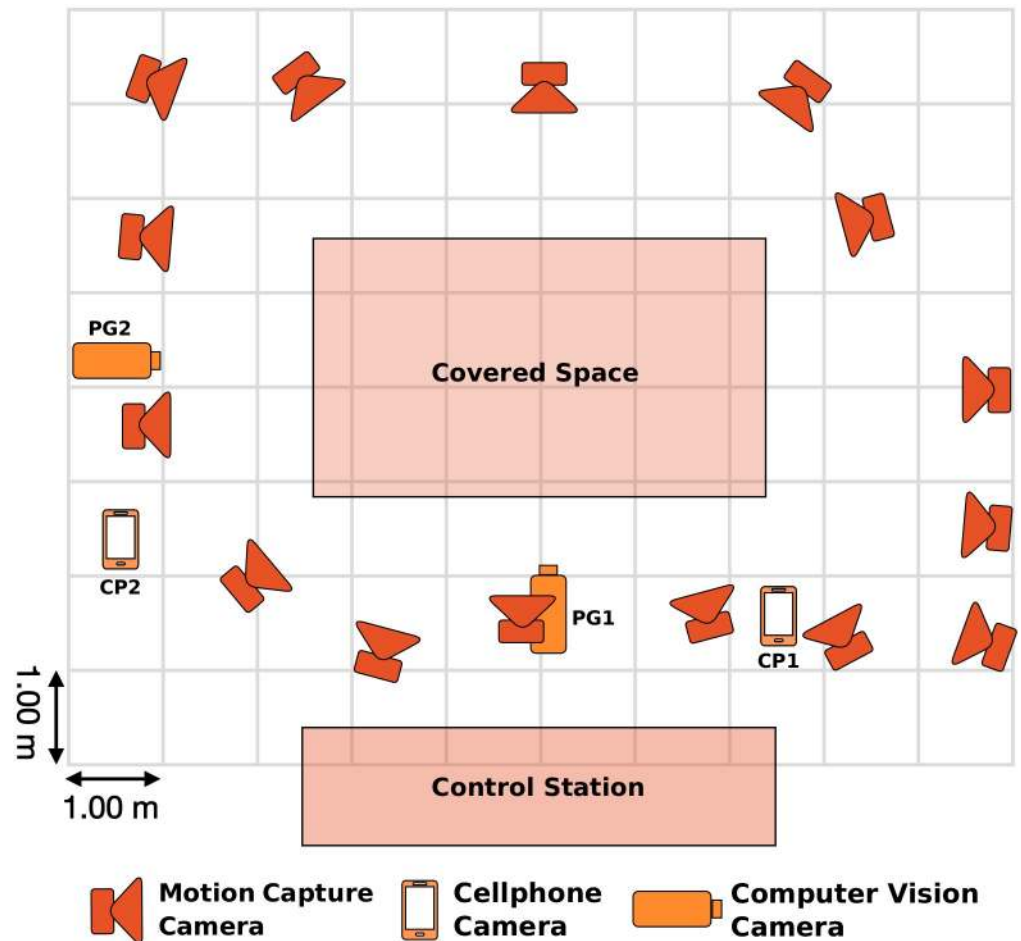 PG2
Covered Space
CP2
PG1
CP1
1.00 m
1.00 m
Control Station
Motion Capture
Camera
Cellphone
Camera
Computer Vision
Camera